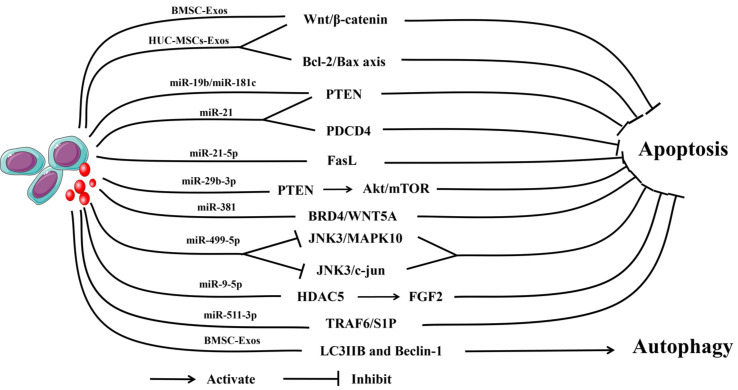 BMSC-Exos
Wnt/β-catenin
HUC-MSCs-Exos
Bcl-2/Bax axis
miR-19b/miR-181c
PTEN
miR-21
PDCD4
Apoptosis
miR-21-5p
FasL
miR-29b-3p
PTEN Akt/mTOR
miR-381
BRD4/WNT5A
miR-499-5p
JNK3/MAPK10
JNK3/c-jun
miR-9-5p
HDAC5 FGF2
miR-511-3p
TRAF6/S1P
BMSC-Exos
LC3IIB and Beclin-1
Autophagy
Activate Inhibit